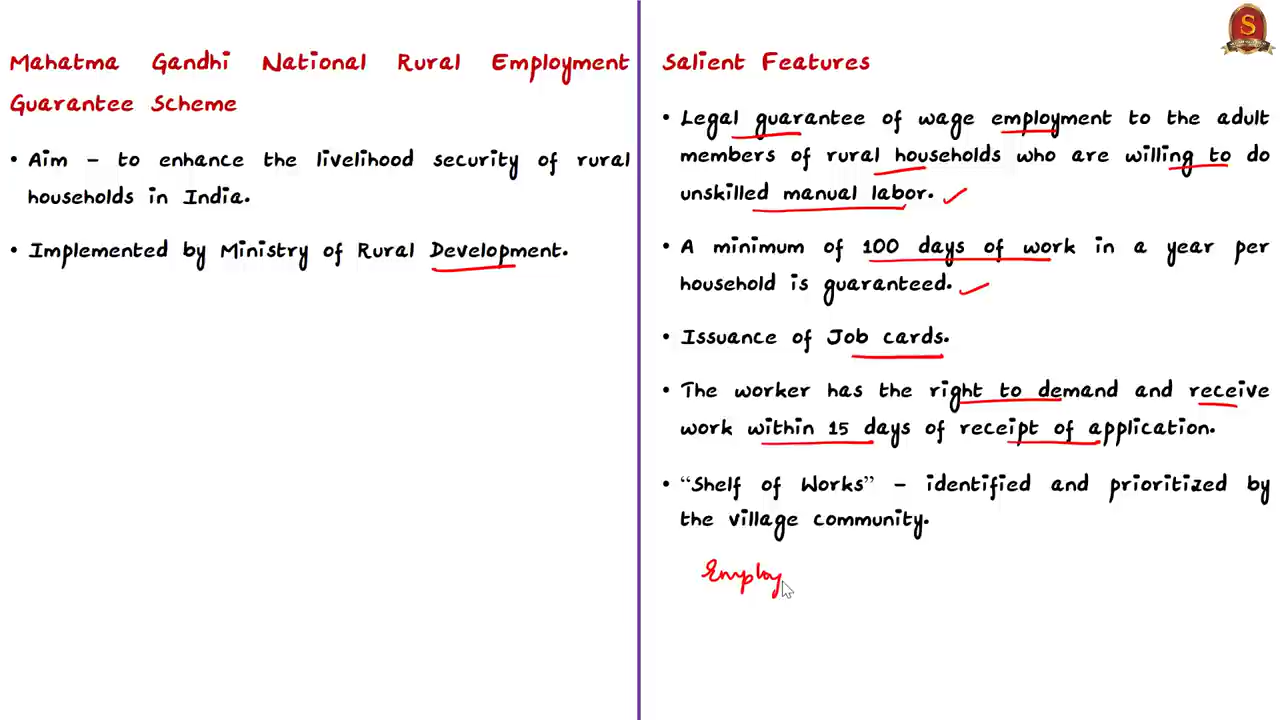 Mahatma Gandhi National Rural Employment
Guarantee Scheme
• Aim – to enhance the livelihood security of rural
households in India.
• Implemented by Ministry of Rural Development.
S
Salient Features
• Legal guarantee of wage employment to the adult
members of rural households who are willing to do
unskilled manual labor.
• A minimum of 100 days of work in a year per
household is guaranteed.
• Issuance of Job cards.
• The worker has the right to demand and receive
work within 15 days of receipt of application.
• “Shelf of Works” – identified and prioritized by
the village community.
Employ